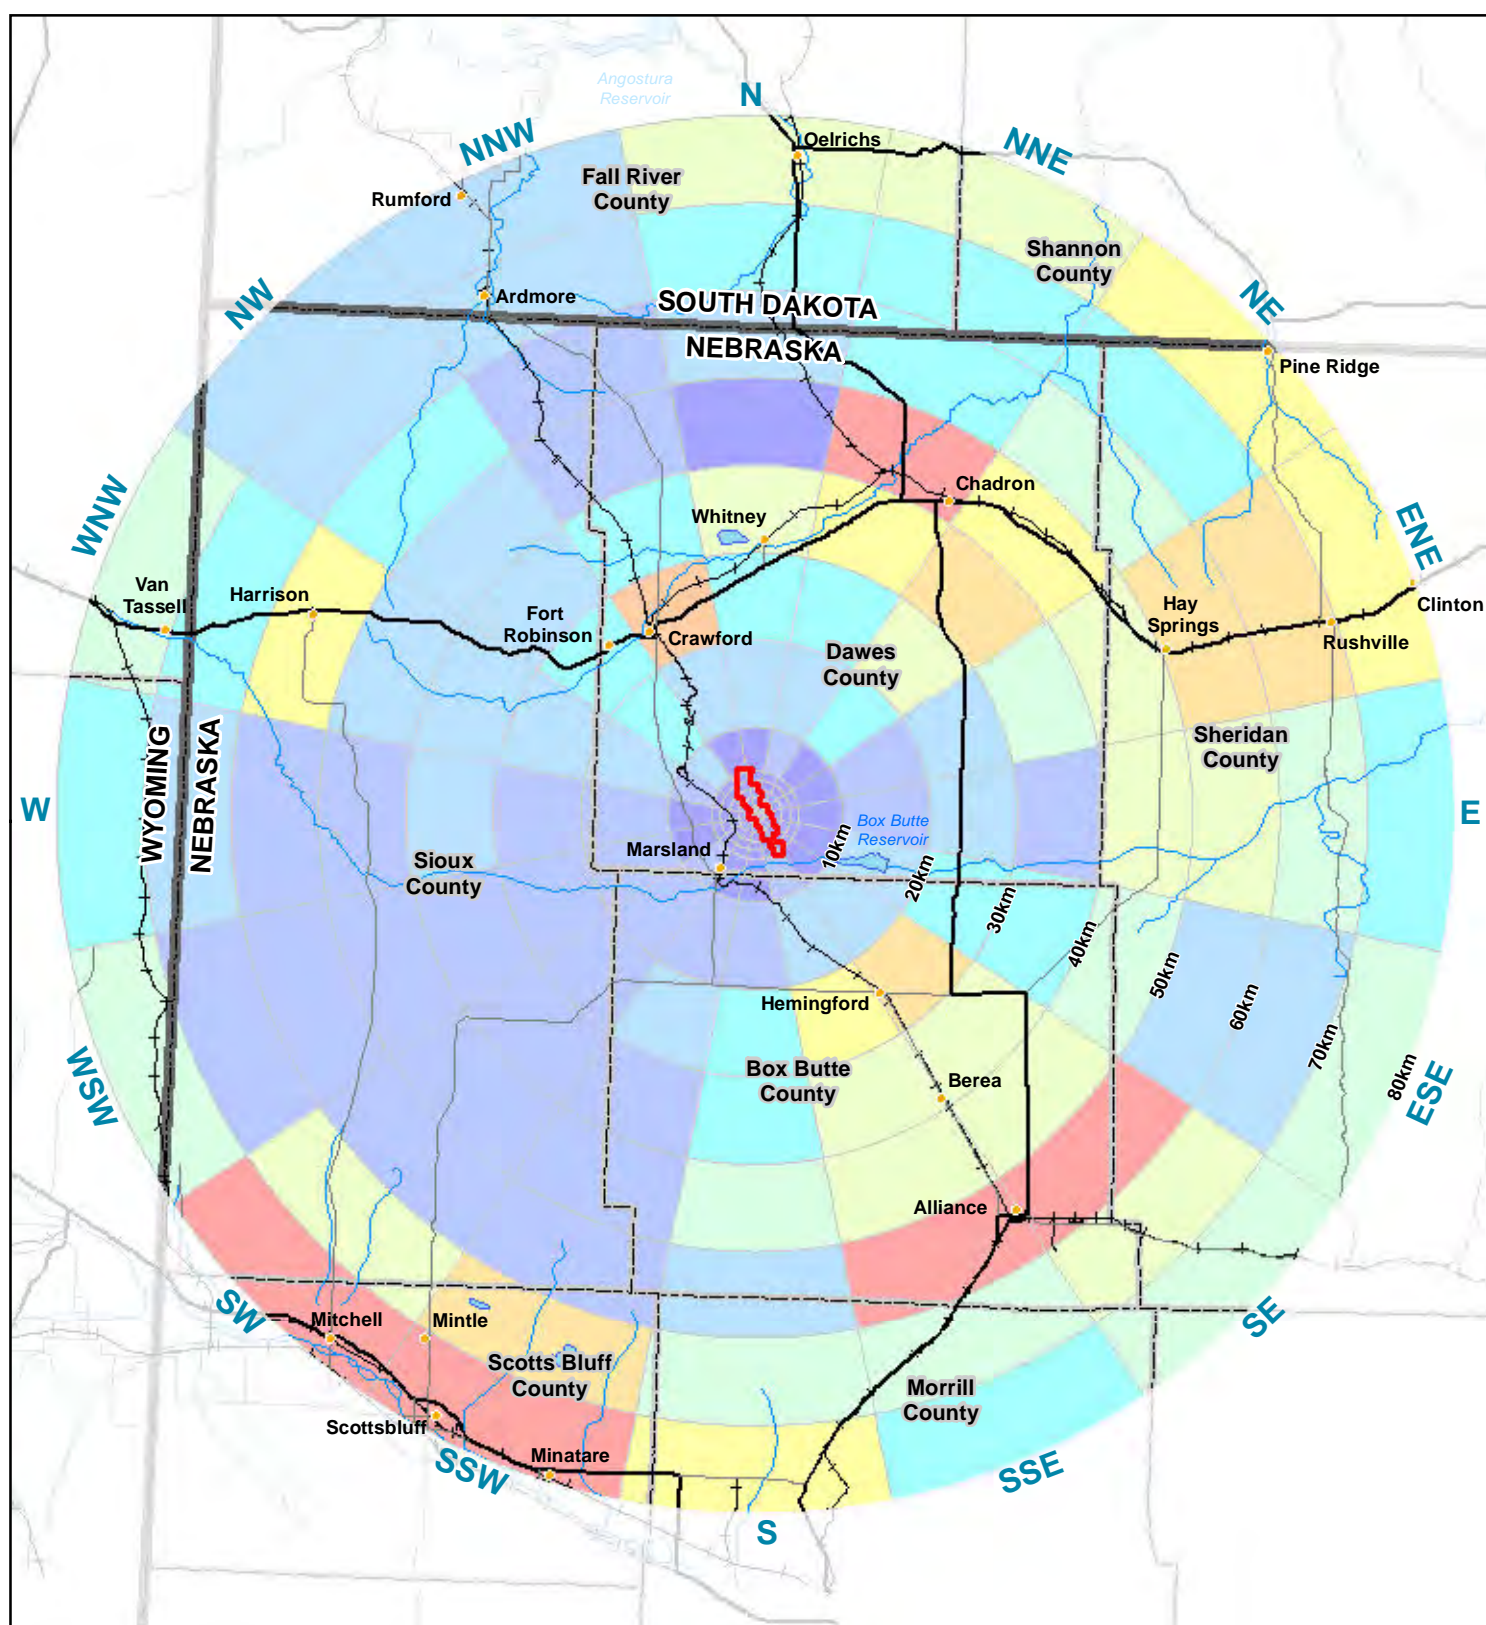 Angostura
Reservoir
N
NNW
NNE
Oelrichs
Fall River
County
Rumford
Shannon
County
NW
NE
Ardmore
SOUTH DAKOTA
NEBRASKA
Pine Ridge
WNW
Chadron
Whitney
ENE
Van
Tassell
Harrison
Fort
Robinson
Crawford
Hay
Springs
Clinton
Rushville
Dawes
County
Sheridan
County
WYOMING
NEBRASKA
W
E
Box Butte
Reservoir
Marsland
Sioux
County
10km
20km
30km
40km
50km
60km
70km
80km
Hemingford
WSW
Box Butte
County
Berea
ESE
Alliance
SW
SE
Mitchell
Mintle
Scotts Bluff
County
Morrill
County
Scottsbluff
Minatare
SSW
SSE
S